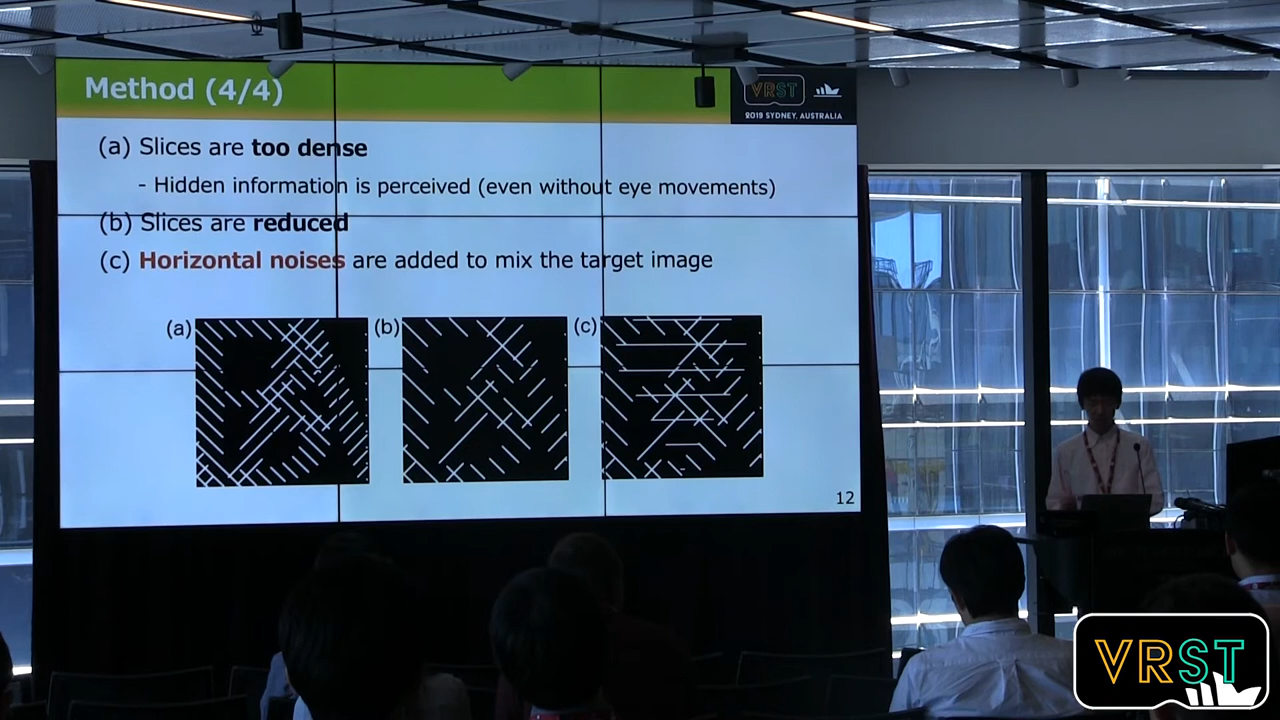 Method (4/4)
VRST
2019 SYDNEY, AUSTRALIA
(a) Slices are too dense
- Hidden information is perceived (even without eye movements)
(b) Slices are reduced
(c) Horizontal noises are added to mix the target image
(a)
(b)
(c)
12
VRST